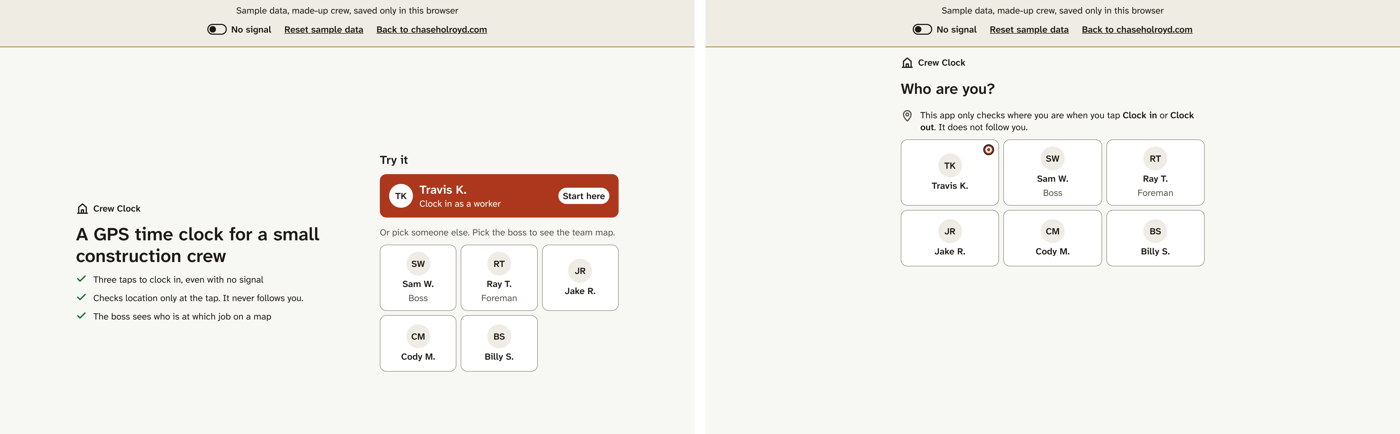 Sample data, made-up crew, saved only in this browser
No signal Reset sample data Back to chaseholroyd.com
Crew Clock
A GPS time clock for a small
construction crew
Three taps to clock in, even with no signal
Checks location only at the tap. It never follows you.
The boss sees who is at which job on a map
Try it
TK
Travis K.
Clock in as a worker
Start here
Or pick someone else. Pick the boss to see the team map.
SW
Sam W.
Boss
RT
Ray T.
Foreman
JR
Jake R.
CM
Cody M.
BS
Billy S.
Sample data, made-up crew, saved only in this browser
No signal Reset sample data Back to chaseholroyd.com
Crew Clock
Who are you?
This app only checks where you are when you tap Clock in or Clock
out. It does not follow you.
TK
Travis K.
SW
Sam W.
Boss
RT
Ray T.
Foreman
JR
Jake R.
CM
Cody M.
BS
Billy S.